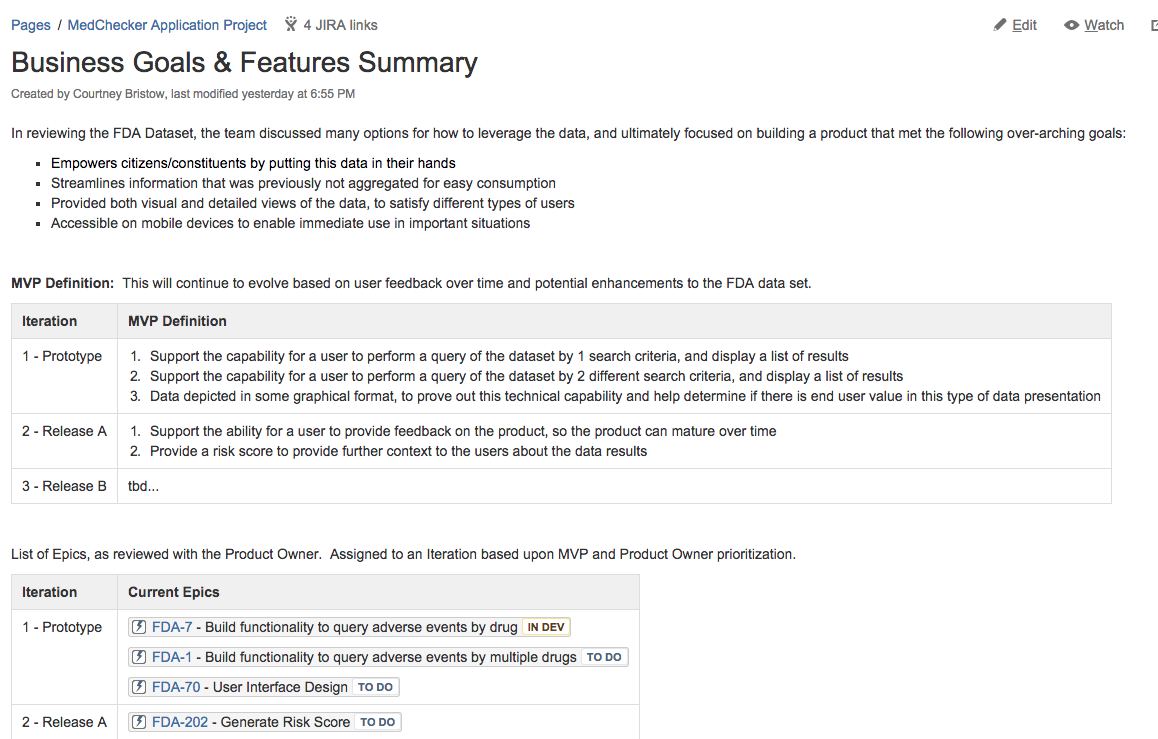 Pages / MedChecker Application Project 4 JIRA links Edit Watch
Business Goals & Features Summary
Created by Courtney Bristow, last modified yesterday at 6:55 PM
In reviewing the FDA Dataset, the team discussed many options for how to leverage the data, and ultimately focused on building a product that met the following over-arching goals:
▪ Empowers citizens/constituents by putting this data in their hands
▪ Streamlines information that was previously not aggregated for easy consumption
▪ Provided both visual and detailed views of the data, to satisfy different types of users
▪ Accessible on mobile devices to enable immediate use in important situations
MVP Definition: This will continue to evolve based on user feedback over time and potential enhancements to the FDA data set.
Iteration MVP Definition
1 - Prototype 1. Support the capability for a user to perform a query of the dataset by 1 search criteria, and display a list of results
2. Support the capability for a user to perform a query of the dataset by 2 different search criteria, and display a list of results
3. Data depicted in some graphical format, to prove out this technical capability and help determine if there is end user value in this type of data presentation
2 - Release A 1. Support the ability for a user to provide feedback on the product, so the product can mature over time
2. Provide a risk score to provide further context to the users about the data results
3 - Release B tbd...
List of Epics, as reviewed with the Product Owner. Assigned to an Iteration based upon MVP and Product Owner prioritization.
Iteration Current Epics
1 - Prototype FDA-7 - Build functionality to query adverse events by drug IN DEV
FDA-1 - Build functionality to query adverse events by multiple drugs TO DO
FDA-70 - User Interface Design TO DO
2 - Release A FDA-202 - Generate Risk Score TO DO